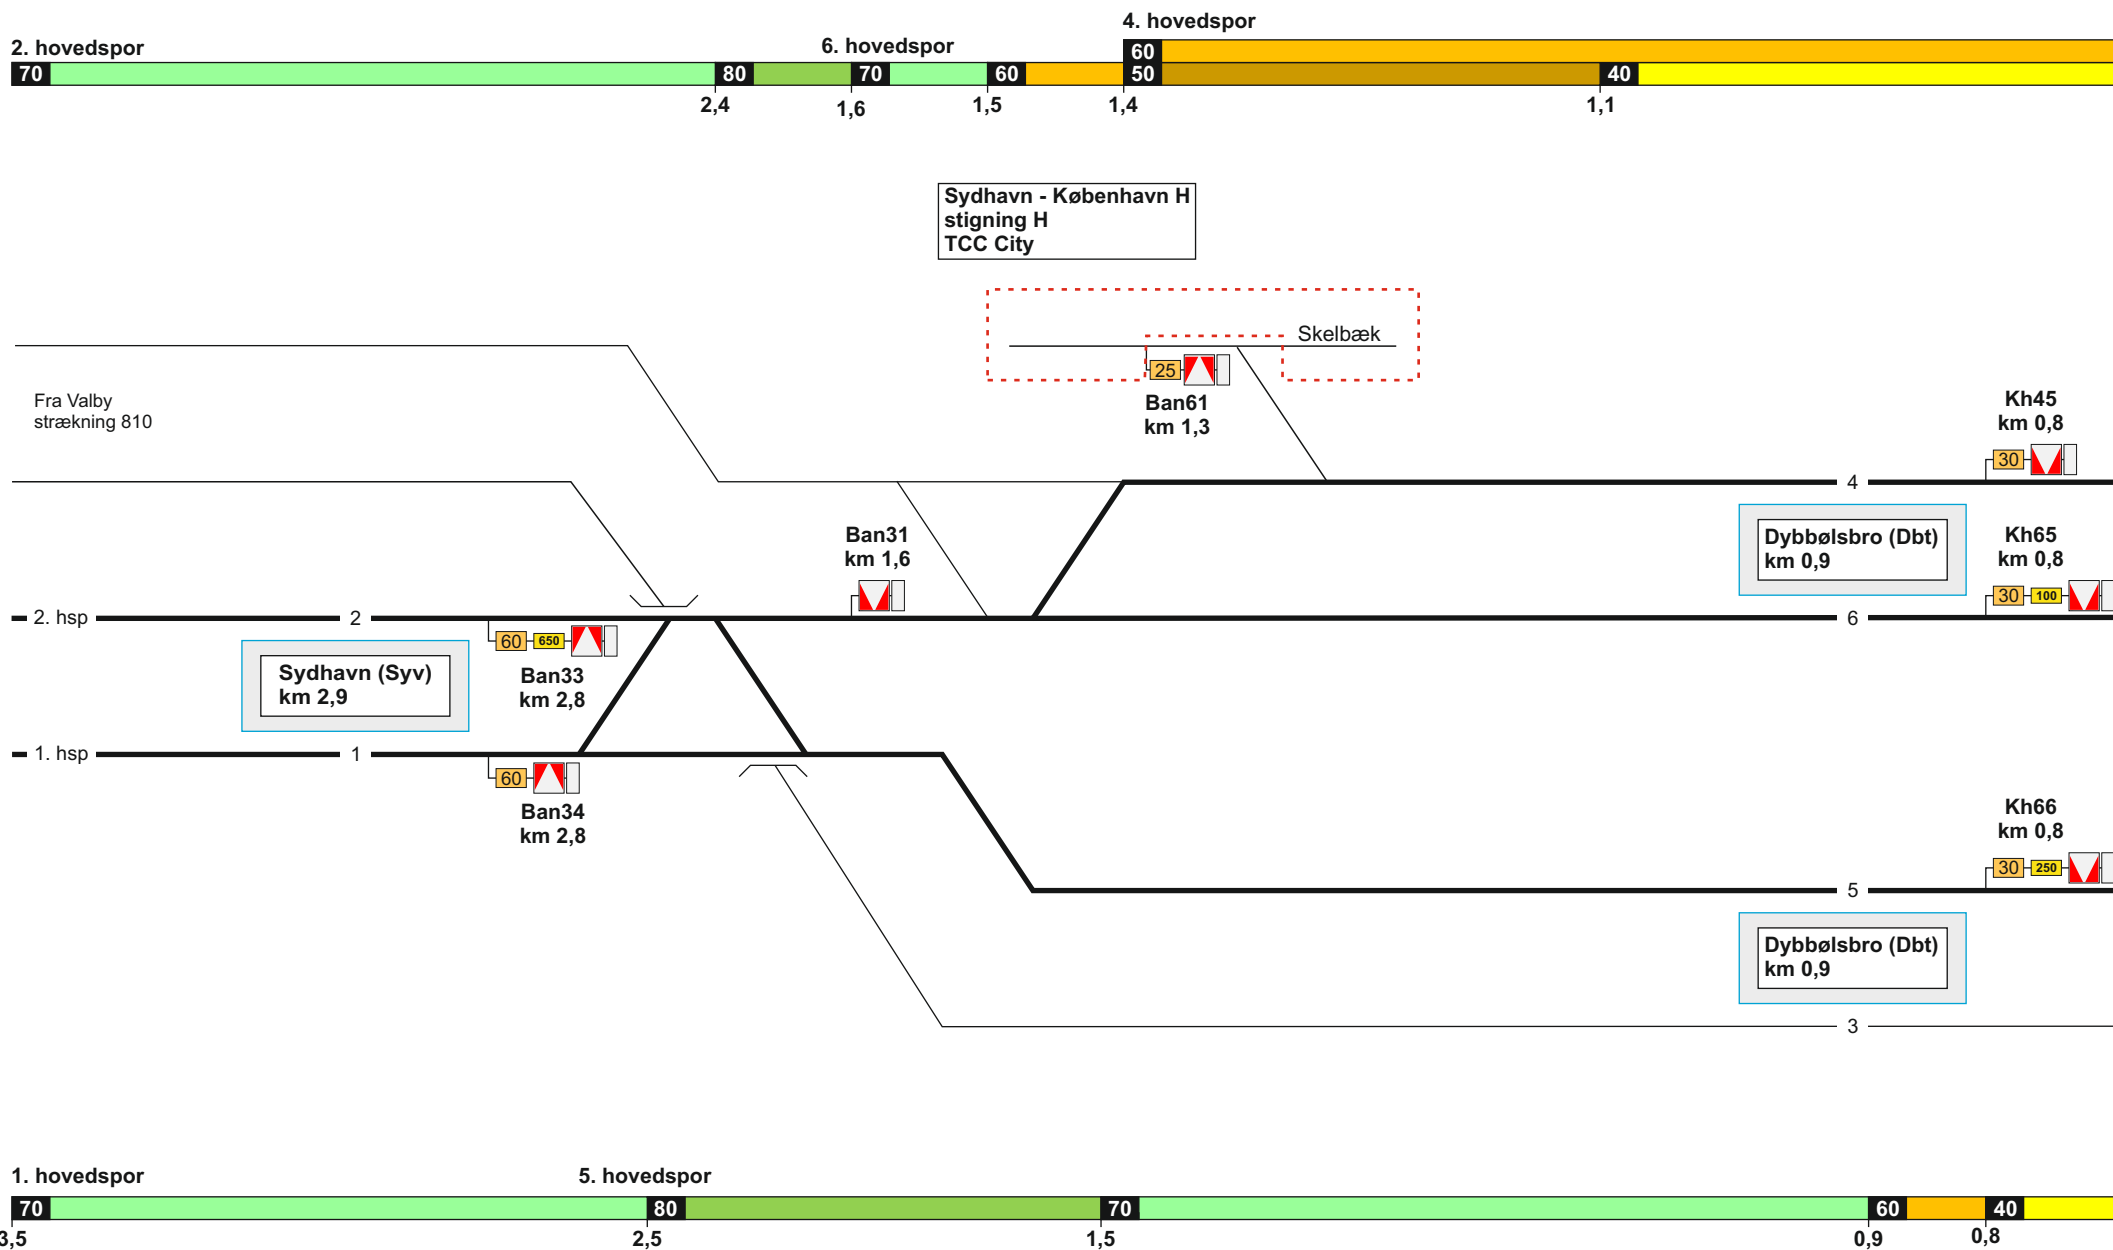 4. hovedspor
2. hovedspor
6. hovedspor
60
70
80
70
60
50
40
2,4
1,6
1,5
1,4
1,1
Sydhavn - København H
stigning H
TCC City
Skelbæk
25
Ban61
km 1,3
Fra Valby
strækning 810
Kh45
km 0,8
30
4
Ban31
km 1,6
Dybbølsbro (Dbt)
km 0,9
Kh65
km 0,8
30
100
2. hsp
2
6
60
650
Ban33
km 2,8
Sydhavn (Syv)
km 2,9
1. hsp
1
60
Ban34
km 2,8
Kh66
km 0,8
30
250
5
Dybbølsbro (Dbt)
km 0,9
3
1. hovedspor
5. hovedspor
70
80
70
60
40
3,5
2,5
1,5
0,9
0,8